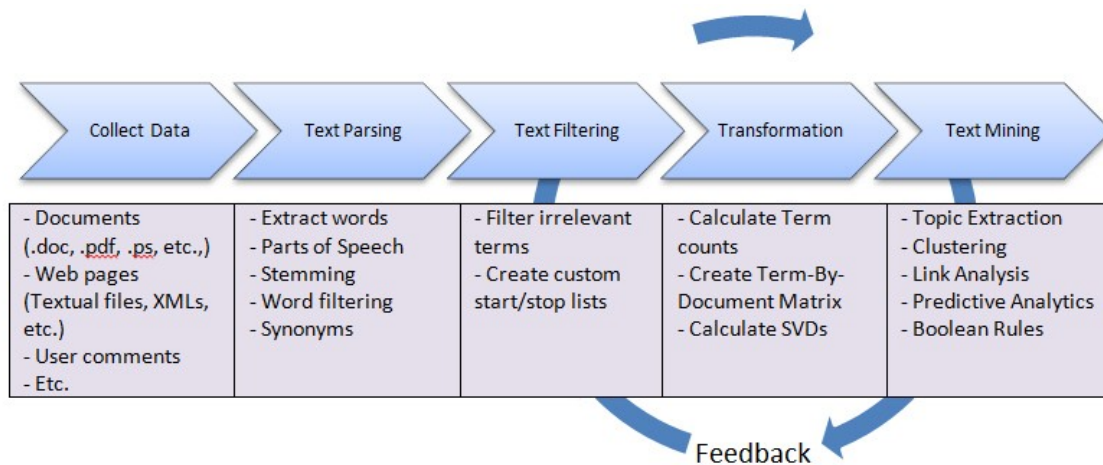 Collect Data
Text Parsing
Text Filtering
Transformation
Text Mining
- Documents
(.doc, .pdf, .ps, etc.,)
- Web pages
(Textual files, XMLs,
etc.)
- User comments
- Etc.
- Extract words
- Parts of Speech
- Stemming
- Word filtering
- Synonyms
- Filter irrelevant
terms
- Create custom
start/stop lists
- Calculate Term
counts
- Create Term-By-
Document Matrix
- Calculate SVDs
- Topic Extraction
- Clustering
- Link Analysis
- Predictive Analytics
- Boolean Rules
Feedback